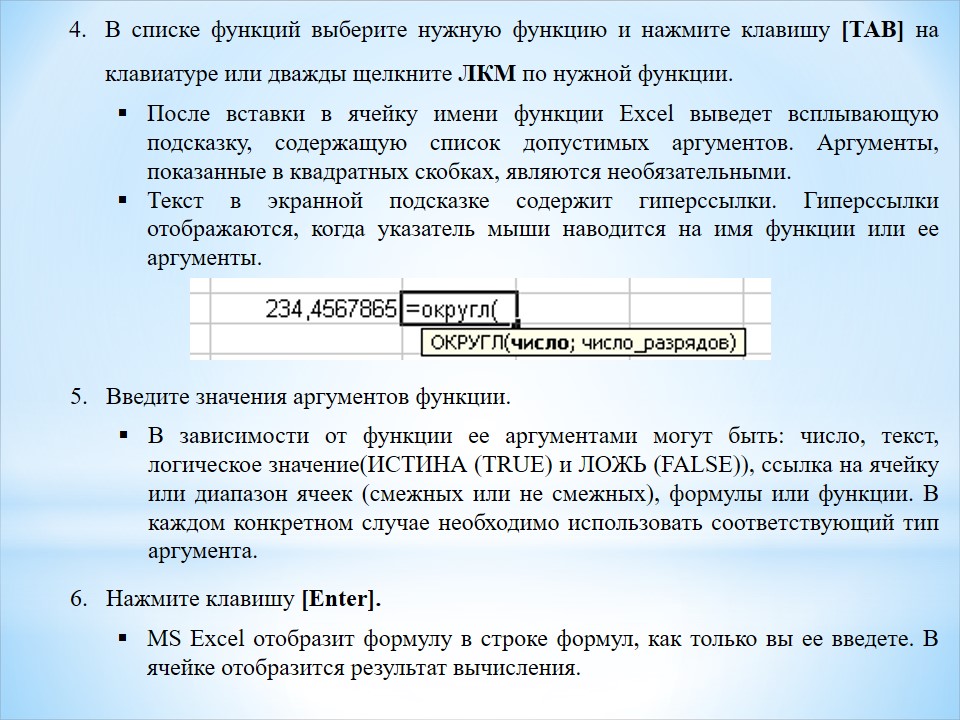 4. В списке функций выберите нужную функцию и нажмите клавишу [TAB] на
клавиатуре или дважды щелкните ЛКМ по нужной функции.
▪ После вставки в ячейку имени функции Excel выведет всплывающую
подсказку, содержащую список допустимых аргументов. Аргументы,
показанные в квадратных скобках, являются необязательными.
▪ Текст в экранной подсказке содержит гиперссылки. Гиперссылки
отображаются, когда указатель мыши наводится на имя функции или ее
аргументы.
234,4567865 =округл(
ОКРУГЛ(число; число_разрядов)
5. Введите значения аргументов функции.
▪ В зависимости от функции ее аргументами могут быть: число, текст,
логическое значение(ИСТИНА (TRUE) и ЛОЖЬ (FALSE)), ссылка на ячейку
или диапазон ячеек (смежных или не смежных), формулы или функции. В
каждом конкретном случае необходимо использовать соответствующий тип
аргумента.
6. Нажмите клавишу [Enter].
▪ MS Excel отобразит формулу в строке формул, как только вы ее введете. В
ячейке отобразится результат вычисления.